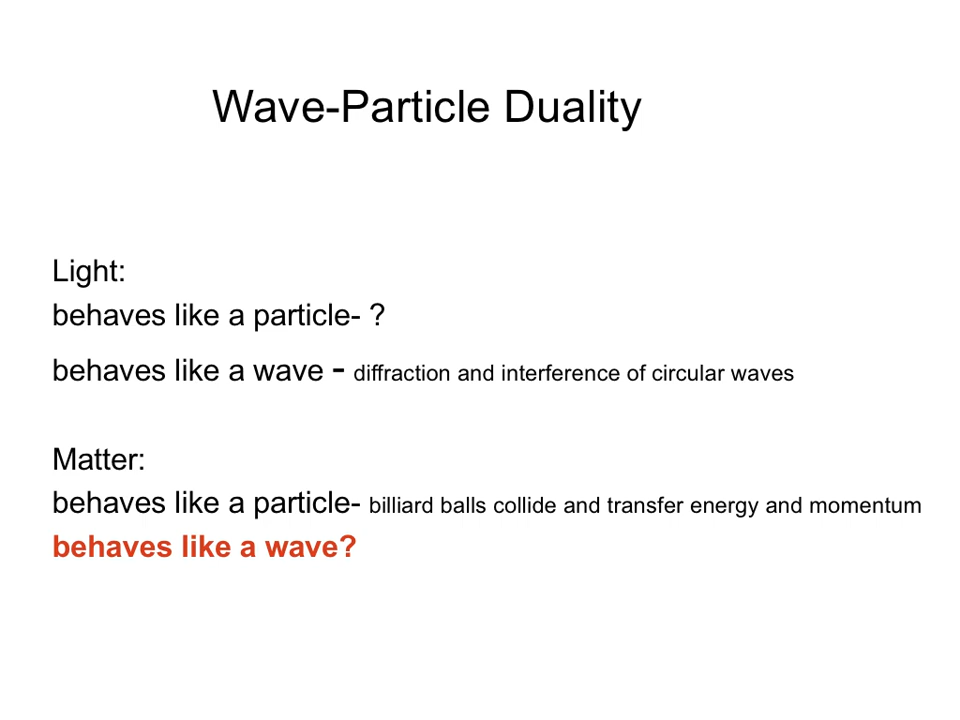 Wave-Particle Duality
Light:
behaves like a particle- ?
behaves like a wave - diffraction and interference of circular waves
Matter:
behaves like a particle- billiard balls collide and transfer energy and momentum
behaves like a wave?